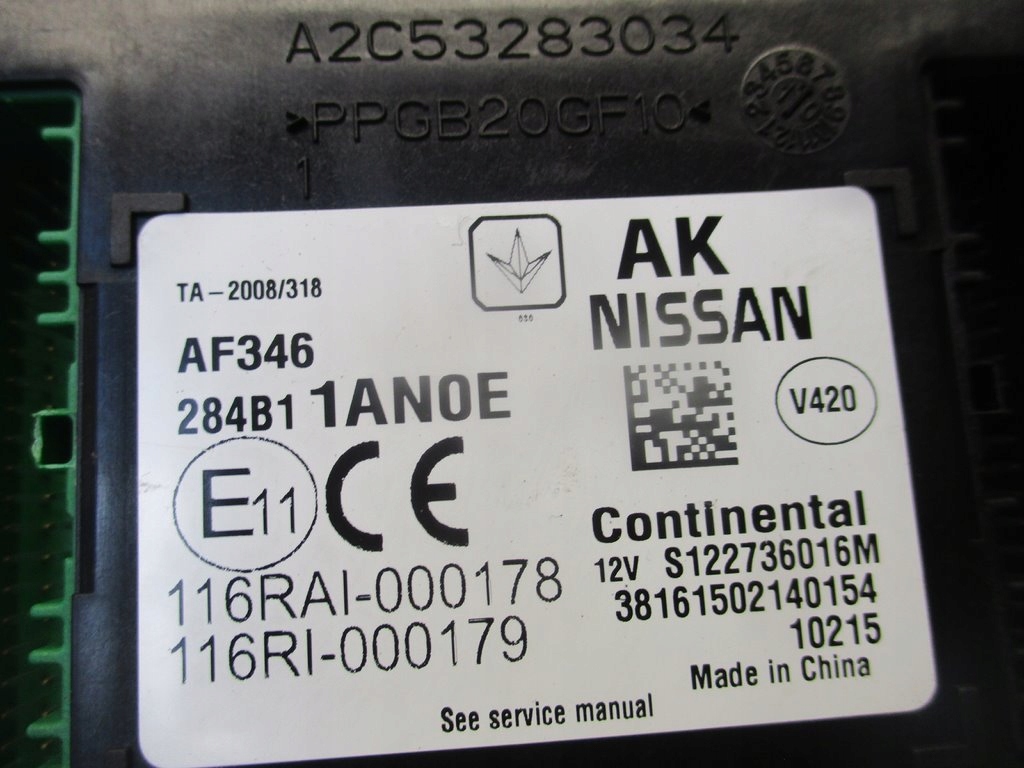 A2C53283034
>PPGB20GF10<
1
TA-2008/318
AK
NISSAN
AF346
284B1 1AN0E
V420
E11 CE
Continental
12V S122736016M
116RAI-000178
38161502140154
116RI-000179
10215
Made in China
See service manual